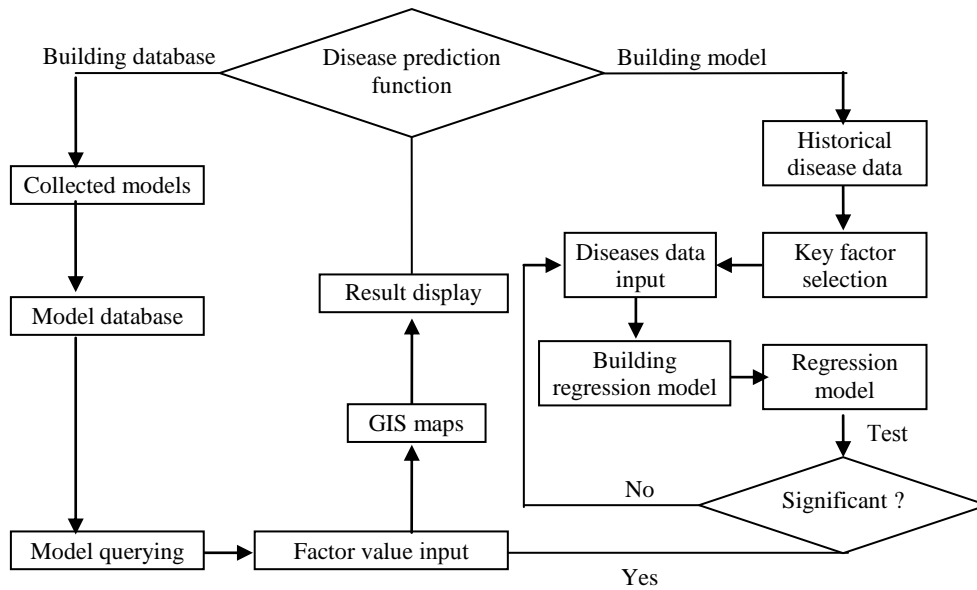 Building database
Disease prediction
function
Building model
Historical
disease data
Collected models
Diseases data
input
Key factor
selection
Result display
Model database
Building
regression model
Regression
model
GIS maps
Test
No
Significant ?
Model querying
Factor value input
Yes